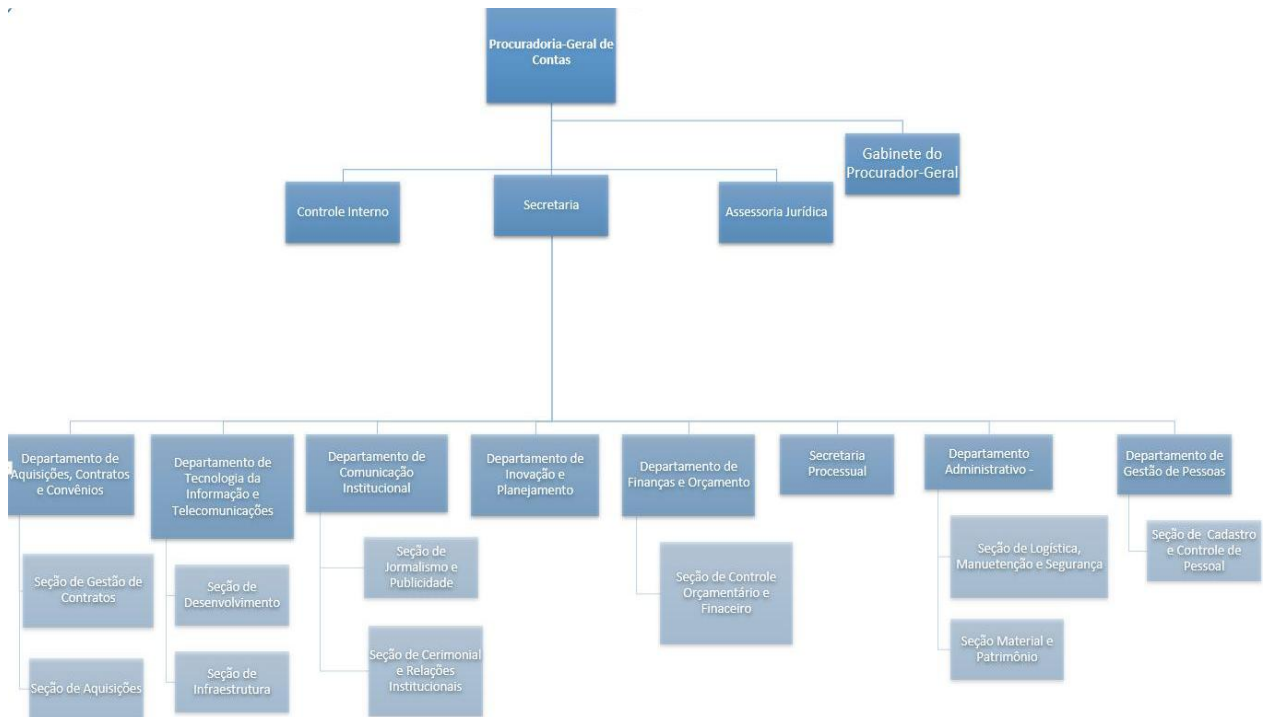 Procuradoria-Geral de
Contas
Gabinete do
Procurador-Geral
Controle Interno
Secretaria
Assessoria Jurídica
Departamento de
Aquisições, Contratos
e Convênios
Departamento de
Tecnologia da
Informação e
Telecomunicações
Departamento de
Comunicação
Institucional
Departamento de
Inovação e
Planejamento
Departamento de
Finanças e Orçamento
Secretaria
Processual
Departamento
Administrativo -
Departamento de
Gestão de Pessoas
Seção de Gestão de
Contratos
Seção de Aquisições
Seção de
Desenvolvimento
Seção de
Infraestrutura
Seção de
Jornalismo e
Publicidade
Seção de Cerimonial
e Relações
Institucionais
Seção de Controle
Orçamentário e
Finaceiro
Seção de Logística,
Manuetenção e Segurança
Seção Material e
Patrimônio
Seção de Cadastro
e Controle de
Pessoal